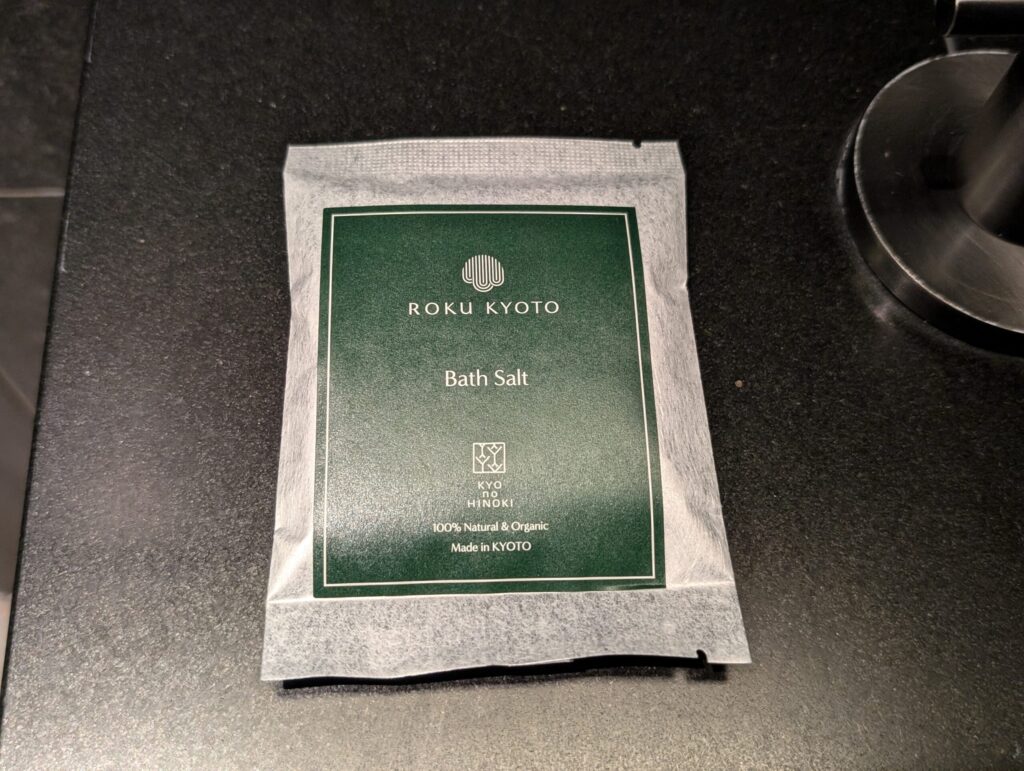 ROKU KYOTO
Bath Salt
KYO
no
HINOKI
100% Natural & Organic
Made in KYOTO